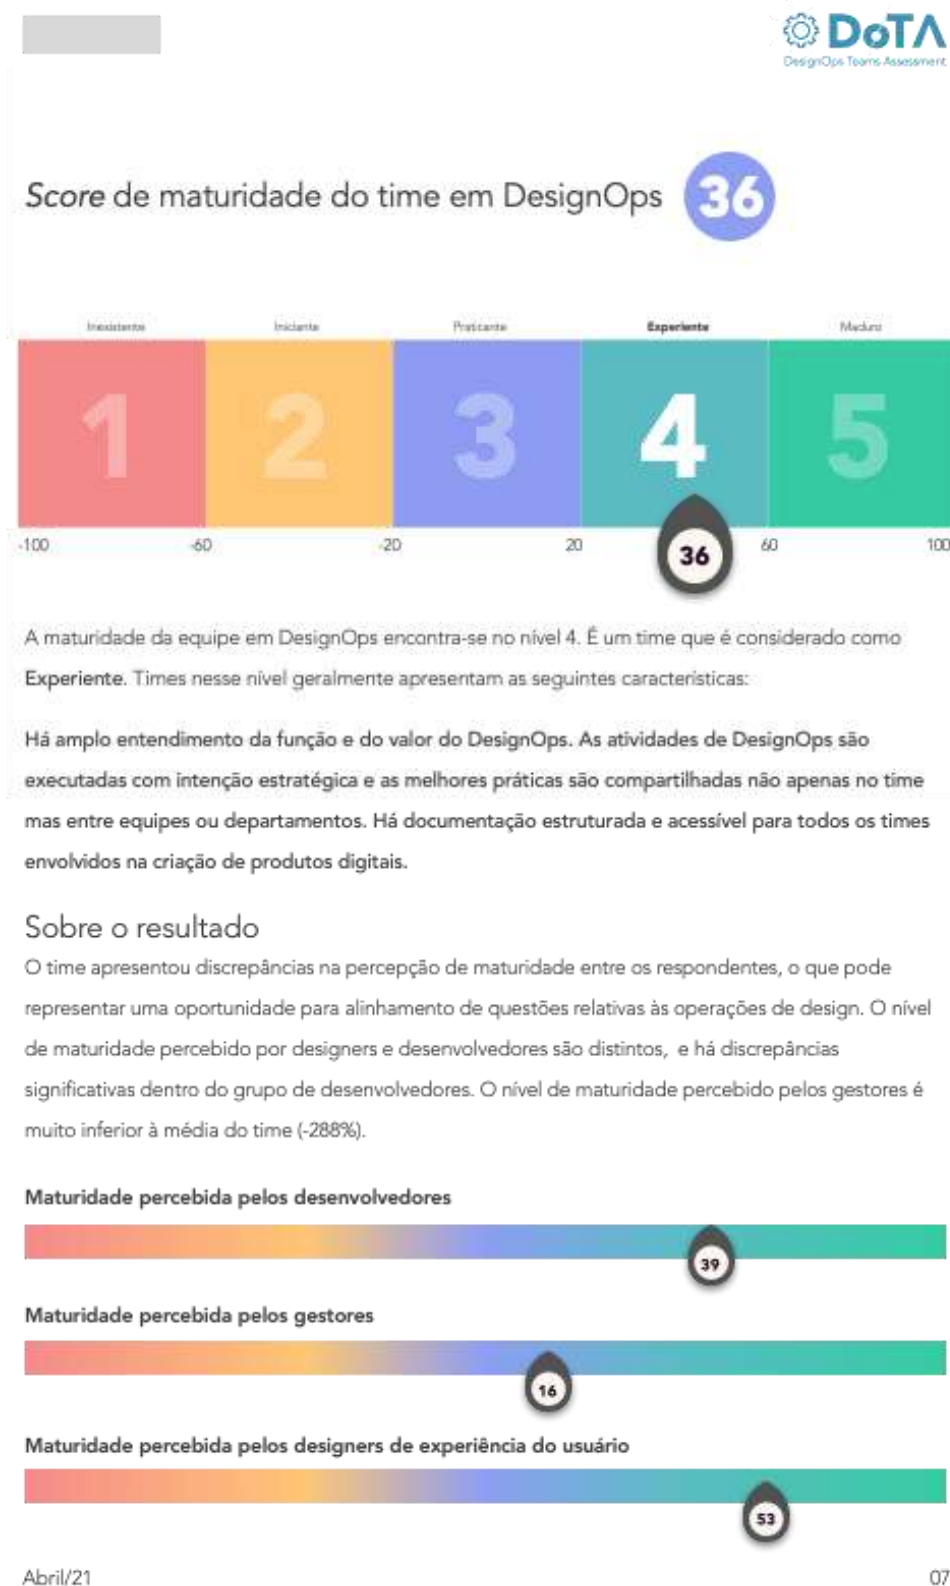 DoTA
DesignOps Teams Assessment
Score de maturidade do time em DesignOps 36
Inexistente Iniciante Praticante Experiente Maduro
1 2 3 4 5
-100 -60 -20 20 36 60 100
A maturidade da equipe em DesignOps encontra-se no nível 4. É um time que é considerado como
Experiente. Times nesse nível geralmente apresentam as seguintes características:
Há amplo entendimento da função e do valor do DesignOps. As atividades de DesignOps são
executadas com intenção estratégica e as melhores práticas são compartilhadas não apenas no time
mas entre equipes ou departamentos. Há documentação estruturada e acessível para todos os times
envolvidos na criação de produtos digitais.
Sobre o resultado
O time apresentou discrepâncias na percepção de maturidade entre os respondentes, o que pode
representar uma oportunidade para alinhamento de questões relativas às operações de design. O nível
de maturidade percebido por designers e desenvolvedores são distintos, e há discrepâncias
significativas dentro do grupo de desenvolvedores. O nível de maturidade percebido pelos gestores é
muito inferior à média do time (-288%).
Maturidade percebida pelos desenvolvedores
39
Maturidade percebida pelos gestores
16
Maturidade percebida pelos designers de experiência do usuário
53
Abril/21 07